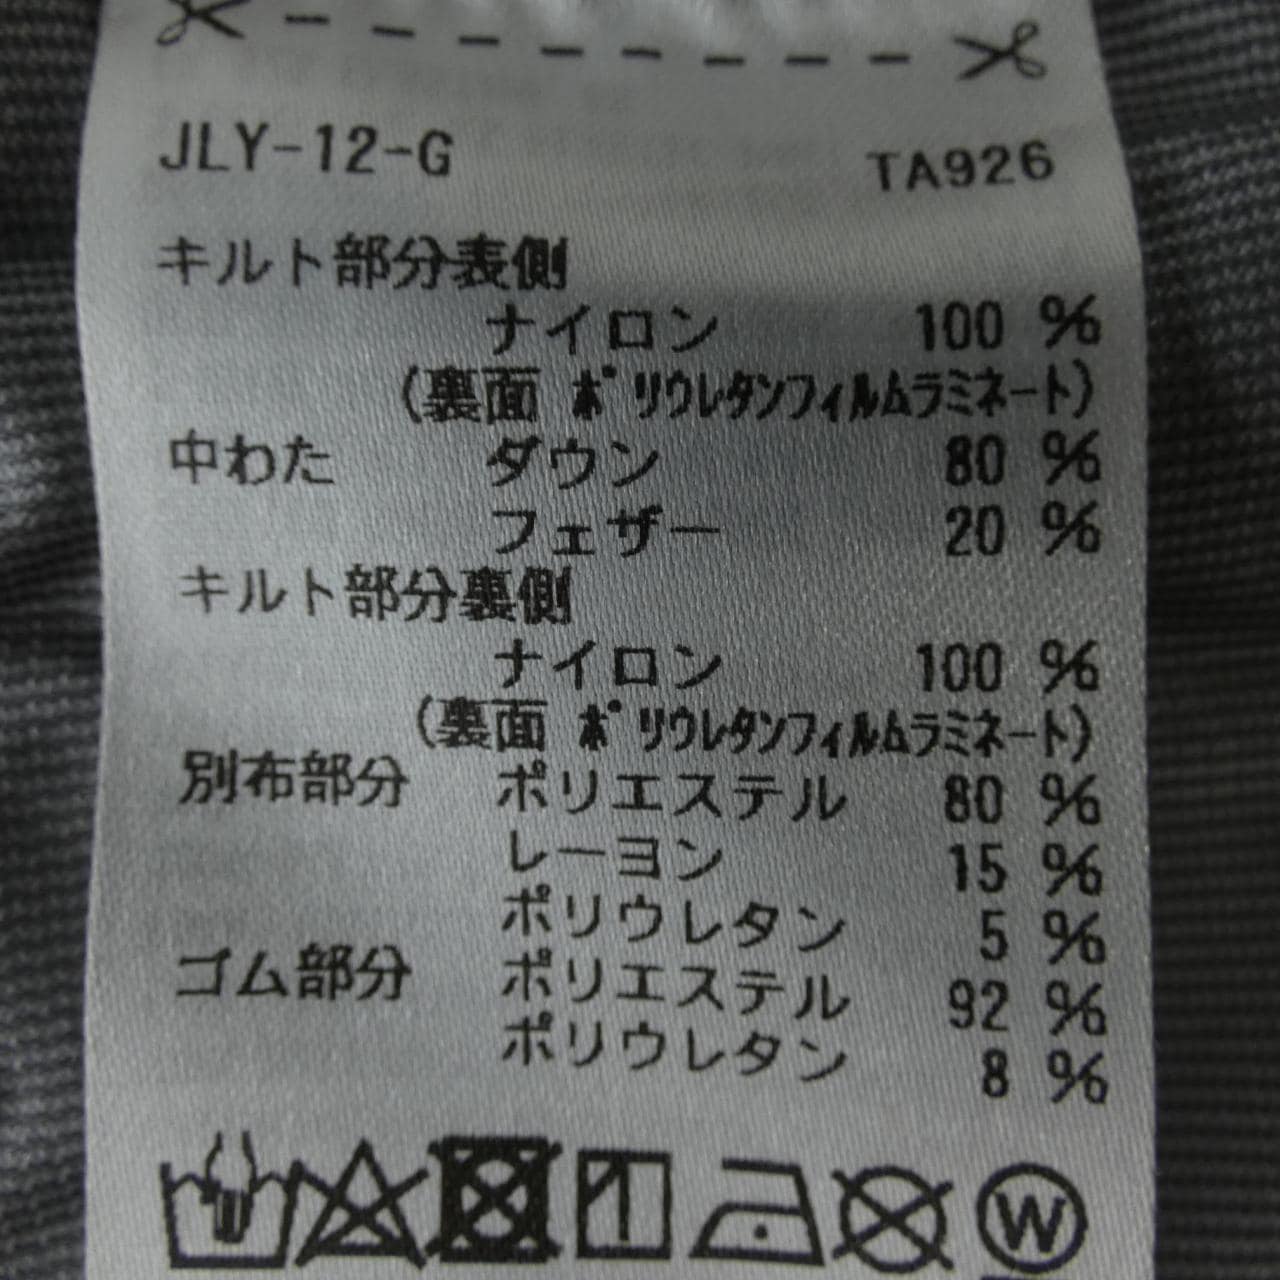 JLY-12-G TA926
キルト部分表側
ナイロン 100 %
(裏面 ポリウレタンフィルムラミネート)
中わた ダウン 80 %
フェザー 20 %
キルト部分裏側
ナイロン 100 %
(裏面 ポリウレタンフィルムラミネート)
別布部分 ポリエステル 80 %
レーヨン 15 %
ポリウレタン 5 %
ゴム部分 ポリエステル 92 %
ポリウレタン 8 %
W